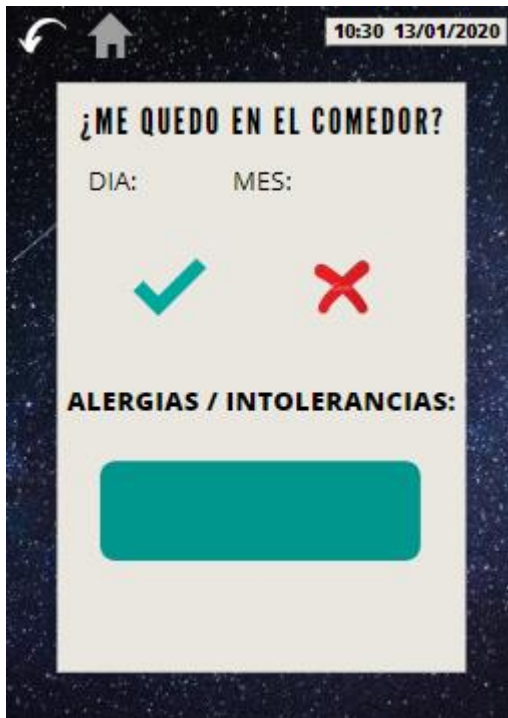 10:30 13/01/2020
¿ME QUEDO EN EL COMEDOR?
DIA: MES:
ALERGIAS / INTOLERANCIAS: